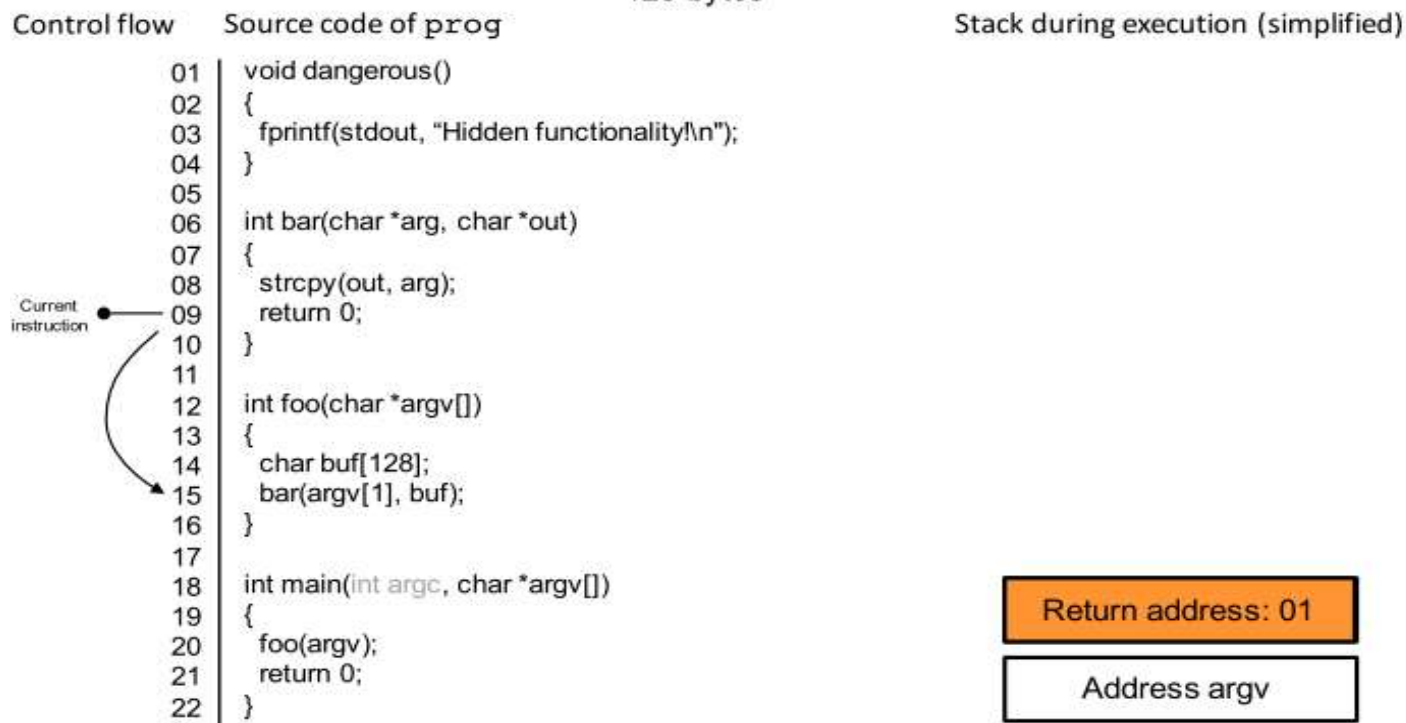 Control flow Source code of prog Stack during execution (simplified)
01 void dangerous()
02 {
03 fprintf(stdout, “Hidden functionality!\n");
04 }
05
06 int bar(char *arg, char *out)
07 {
08 strcpy(out, arg);
Current instruction 09 return 0;
10 }
11
12 int foo(char *argv[])
13 {
14 char buf[128];
15 bar(argv[1], buf);
16 }
17
18 int main(int argc, char *argv[])
19 {
20 foo(argv);
21 return 0;
22 }
Return address: 01
Address argv